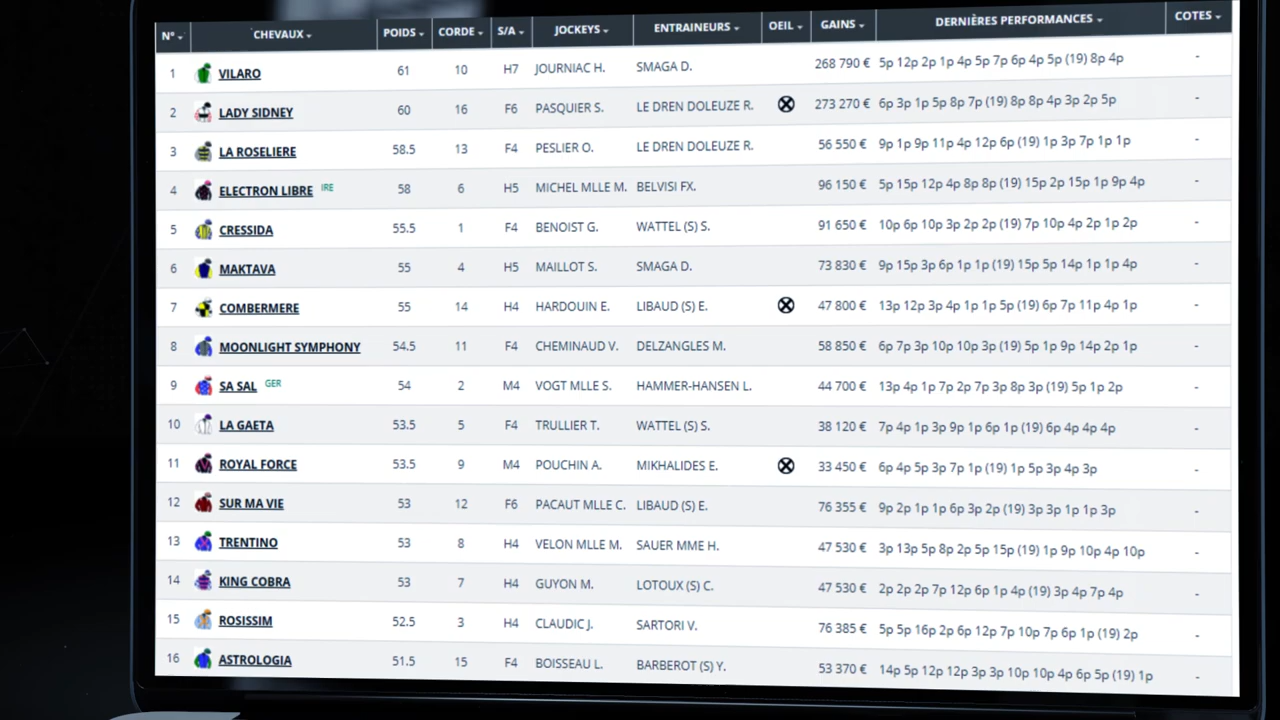 N° CHEVAUX POIDS CORDE S/A JOCKEYS ENTRAINEURS OEIL GAINS DERNIÈRES PERFORMANCES COTES
1 VILARO 61 10 H7 JOURNIAC H. SMAGA D. 268 790 € 5p 12p 2p 1p 4p 5p 7p 6p 4p 5p (19) 8p 4p -
2 LADY SIDNEY 60 16 F6 PASQUIER S. LE DREN DOLEUZE R. 273 270 € 6p 3p 1p 5p 8p 7p (19) 8p 8p 4p 3p 2p 5p -
3 LA ROSELIERE 58.5 13 F4 PESLIER O. LE DREN DOLEUZE R. 56 550 € 9p 1p 9p 11p 4p 12p 6p (19) 1p 3p 7p 1p 1p -
4 ELECTRON LIBRE IRE 58 6 H5 MICHEL MLLE M. BELVISI FX. 96 150 € 5p 15p 12p 4p 8p 8p (19) 15p 2p 15p 1p 9p 4p -
5 CRESSIDA 55.5 1 F4 BENOIST G. WATTEL (S) S. 91 650 € 10p 6p 10p 3p 2p 2p (19) 7p 10p 4p 2p 1p 2p -
6 MAKTAVA 55 4 H5 MAILLOT S. SMAGA D. 73 830 € 9p 15p 3p 6p 1p 1p (19) 15p 5p 14p 1p 1p 4p -
7 COMBERMERE 55 14 H4 HARDOUIN E. LIBAUD (S) E. 47 800 € 13p 12p 3p 4p 1p 1p 5p (19) 6p 7p 11p 4p 1p -
8 MOONLIGHT SYMPHONY 54.5 11 F4 CHEMINAUD V. DELZANGLES M. 58 850 € 6p 7p 3p 10p 10p 3p (19) 5p 1p 9p 14p 2p 1p -
9 SA SAL GER 54 2 M4 VOGT MLLE S. HAMMER-HANSEN L. 44 700 € 13p 4p 1p 7p 2p 7p 3p 8p 3p (19) 5p 1p 2p -
10 LA GAETA 53.5 5 F4 TRULLIER T. WATTEL (S) S. 38 120 € 7p 4p 1p 3p 9p 1p 6p 1p (19) 6p 4p 4p 4p -
11 ROYAL FORCE 53.5 9 M4 POUCHIN A. MIKHALIDES E. 33 450 € 6p 4p 5p 3p 7p 1p (19) 1p 5p 3p 4p 3p -
12 SUR MA VIE 53 12 F6 PACAUT MLLE C. LIBAUD (S) E. 76 355 € 9p 2p 1p 1p 6p 3p 2p (19) 3p 3p 1p 1p 3p -
13 TRENTINO 53 8 H4 VELON MLLE M. SAUER MME H. 47 530 € 3p 13p 5p 8p 2p 5p 15p (19) 1p 9p 10p 4p 10p -
14 KING COBRA 53 7 H4 GUYON M. LOTOUX (S) C. 47 530 € 2p 2p 2p 7p 12p 6p 1p 4p (19) 3p 4p 7p 4p -
15 ROSISSIM 52.5 3 H4 CLAUDIC J. SARTORI V. 76 385 € 5p 5p 16p 2p 6p 12p 7p 10p 7p 6p 1p (19) 2p -
16 ASTROLOGIA 51.5 15 F4 BOISSEAU L. BARBEROT (S) Y. 53 370 € 14p 5p 12p 12p 3p 3p 10p 10p 4p 6p 5p (19) 1p -